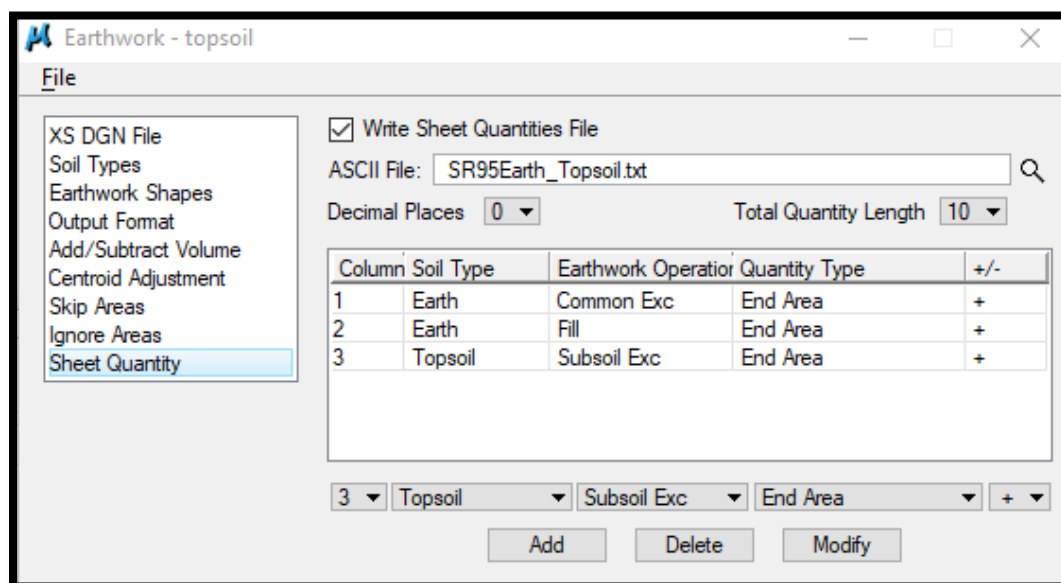 Earthwork - topsoil
File
XS DGN File
Soil Types
Earthwork Shapes
Output Format
Add/Subtract Volume
Centroid Adjustment
Skip Areas
Ignore Areas
Sheet Quantity
Write Sheet Quantities File
ASCII File: SR95Earth_Topsoil.txt
Decimal Places 0 Total Quantity Length 10
Column Soil Type Earthwork Operation Quantity Type +/-
1 Earth Common Exc End Area +
2 Earth Fill End Area +
3 Topsoil Subsoil Exc End Area +
3 Topsoil Subsoil Exc End Area +
Add Delete Modify